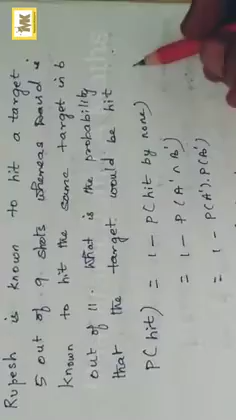 Rupesh is known to hit a target
5 out of 9 shots whereas David is
known to hit the same target in 6
out of 11. What is the probability
that the target would be hit
P(hit) = 1 - P(hit by none)
= 1 - P(A' ∩ B')
= 1 - P(A').P(B')